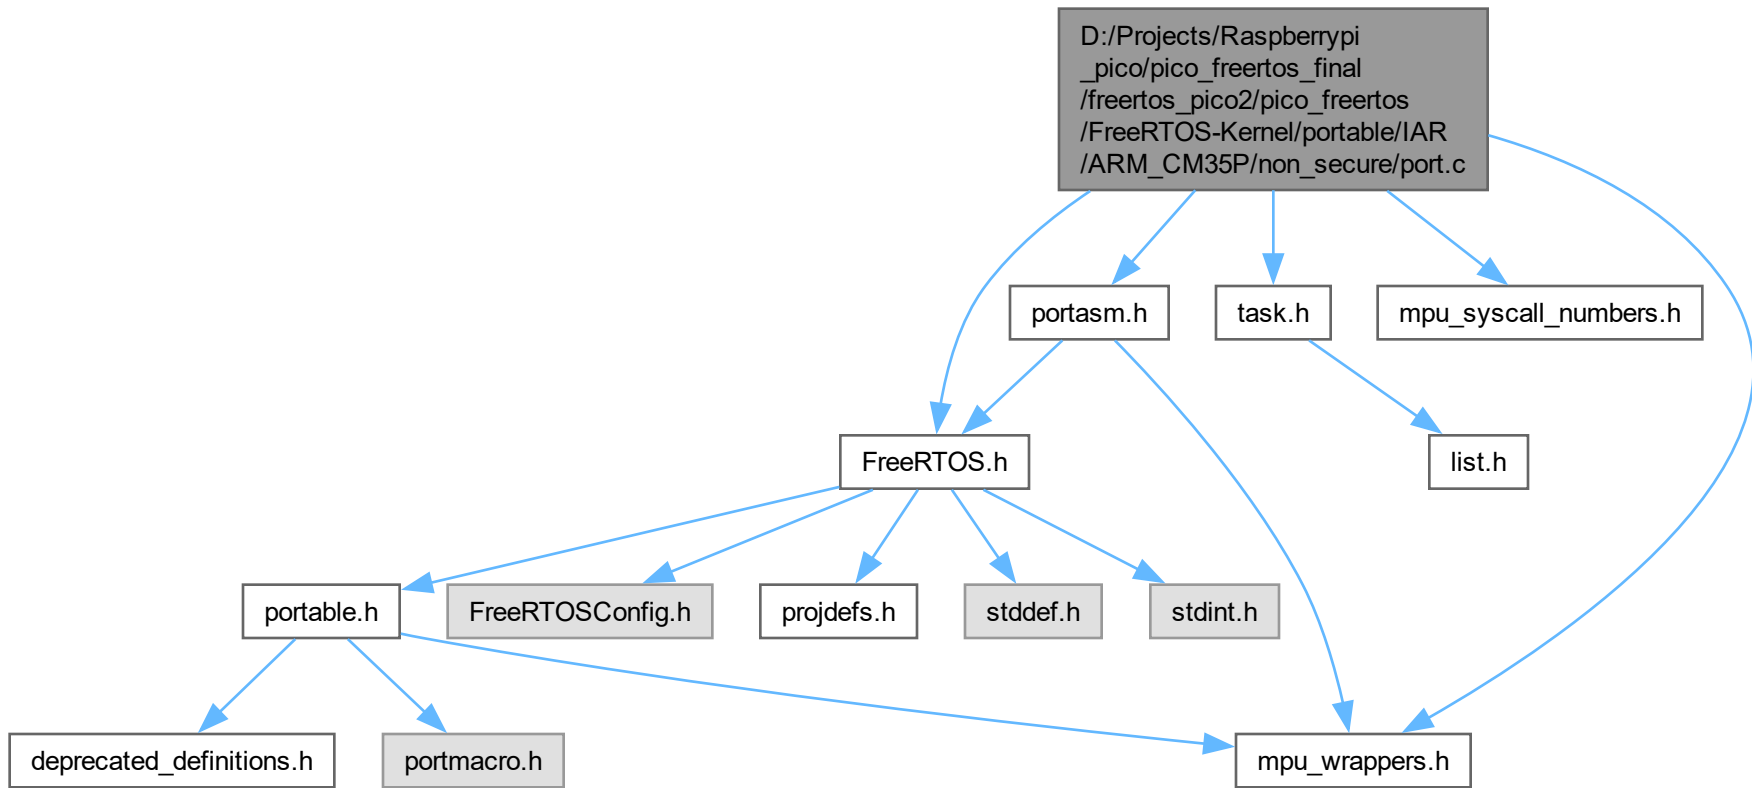 D:/Projects/Raspberrypi
_pico/pico_freertos_final
/freertos_pico2/pico_freertos
/FreeRTOS-Kernel/portable/IAR
/ARM_CM35P/non_secure/port.c
portasm.h
task.h
mpu_syscall_numbers.h
FreeRTOS.h
list.h
portable.h
FreeRTOSConfig.h
projdefs.h
stddef.h
stdint.h
deprecated_definitions.h
portmacro.h
mpu_wrappers.h